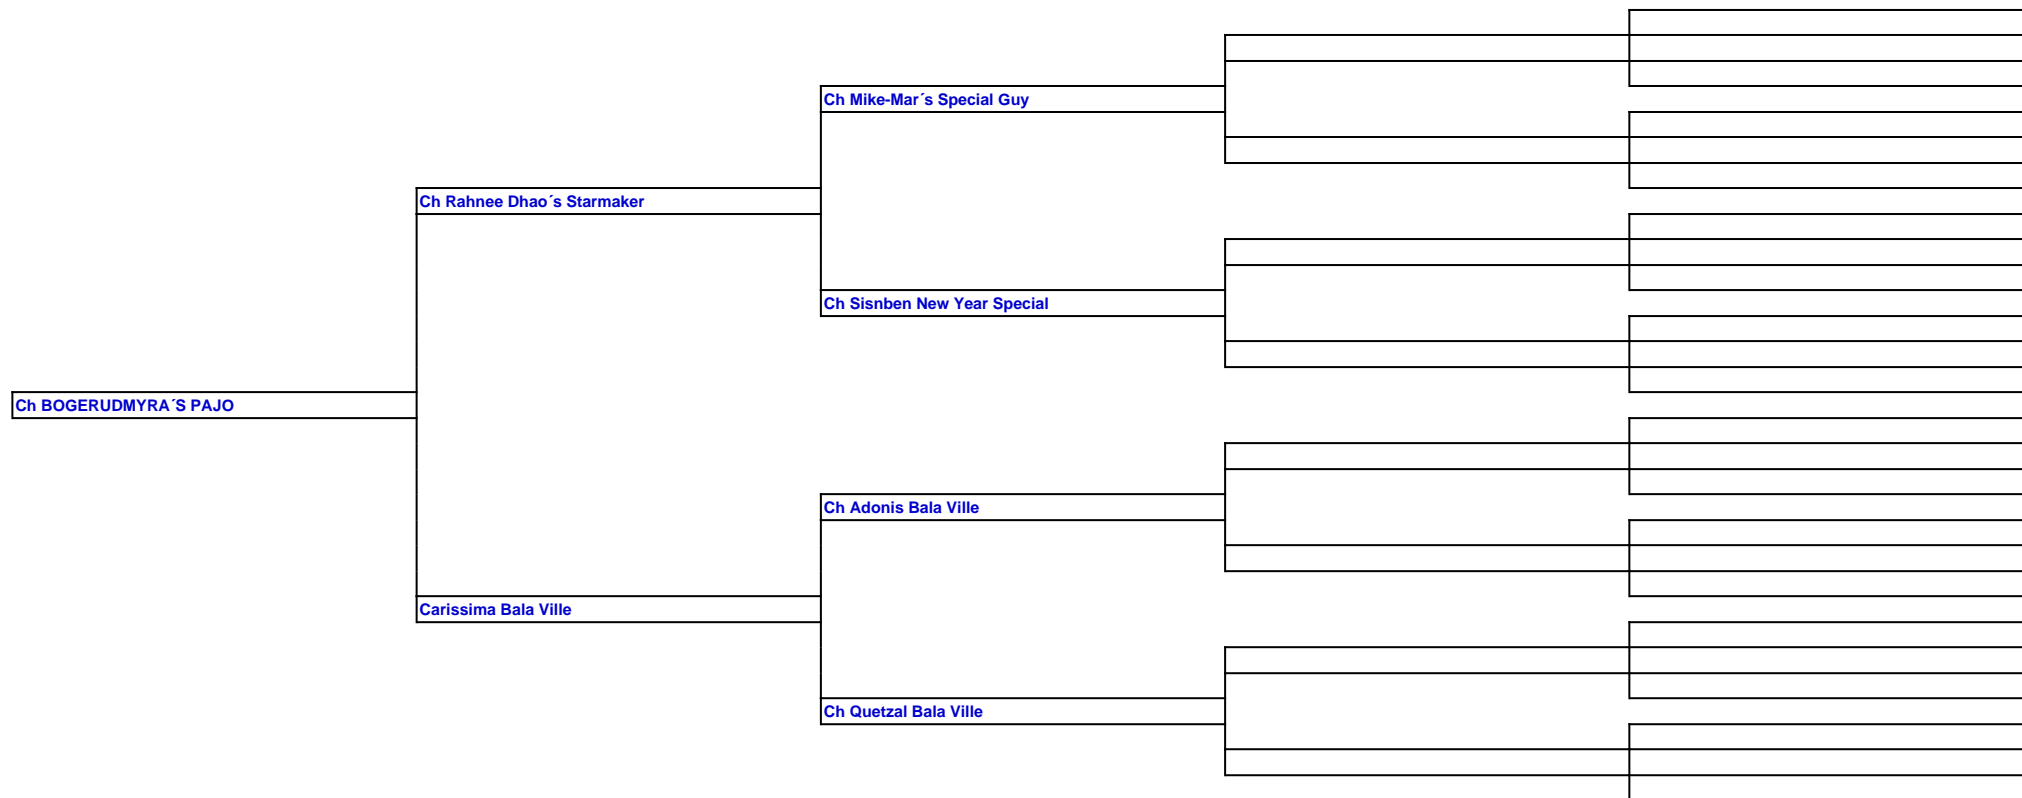 Ch Mike-Mar´s Special Guy
Ch Rahnee Dhao´s Starmaker
Ch Sisnben New Year Special
Ch BOGERUDMYRA´S PAJO
Ch Adonis Bala Ville
Carissima Bala Ville
Ch Quetzal Bala Ville